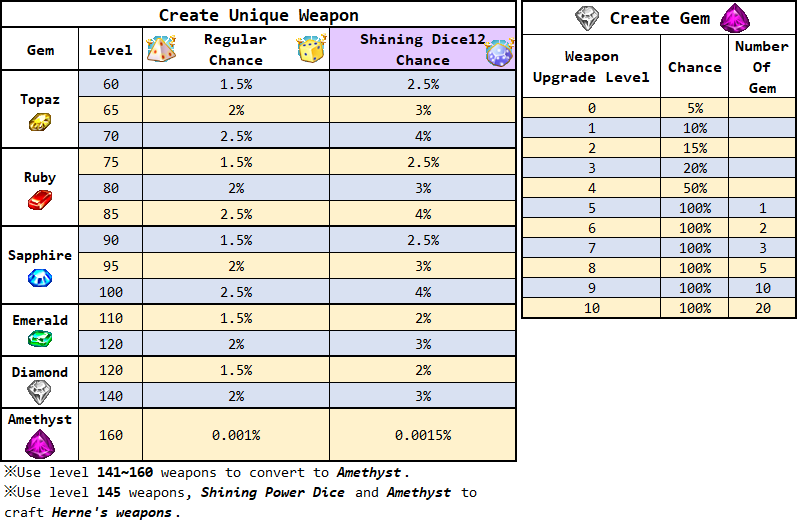 Create Unique Weapon
Gem Level Regular Chance Shining Dice12 Chance
Topaz
60 1.5% 2.5%
65 2% 3%
70 2.5% 4%
Ruby
75 1.5% 2.5%
80 2% 3%
85 2.5% 4%
Sapphire
90 1.5% 2.5%
95 2% 3%
100 2.5% 4%
Emerald
110 1.5% 2%
120 2% 3%
Diamond
120 1.5% 2%
140 2% 3%
Amethyst
160 0.001% 0.0015%
※Use level 141~160 weapons to convert to Amethyst.
※Use level 145 weapons, Shining Power Dice and Amethyst to
craft Herne's weapons.
Create Gem
Weapon Upgrade Level Chance Number Of Gem
0 5%
1 10%
2 15%
3 20%
4 50%
5 100% 1
6 100% 2
7 100% 3
8 100% 5
9 100% 10
10 100% 20